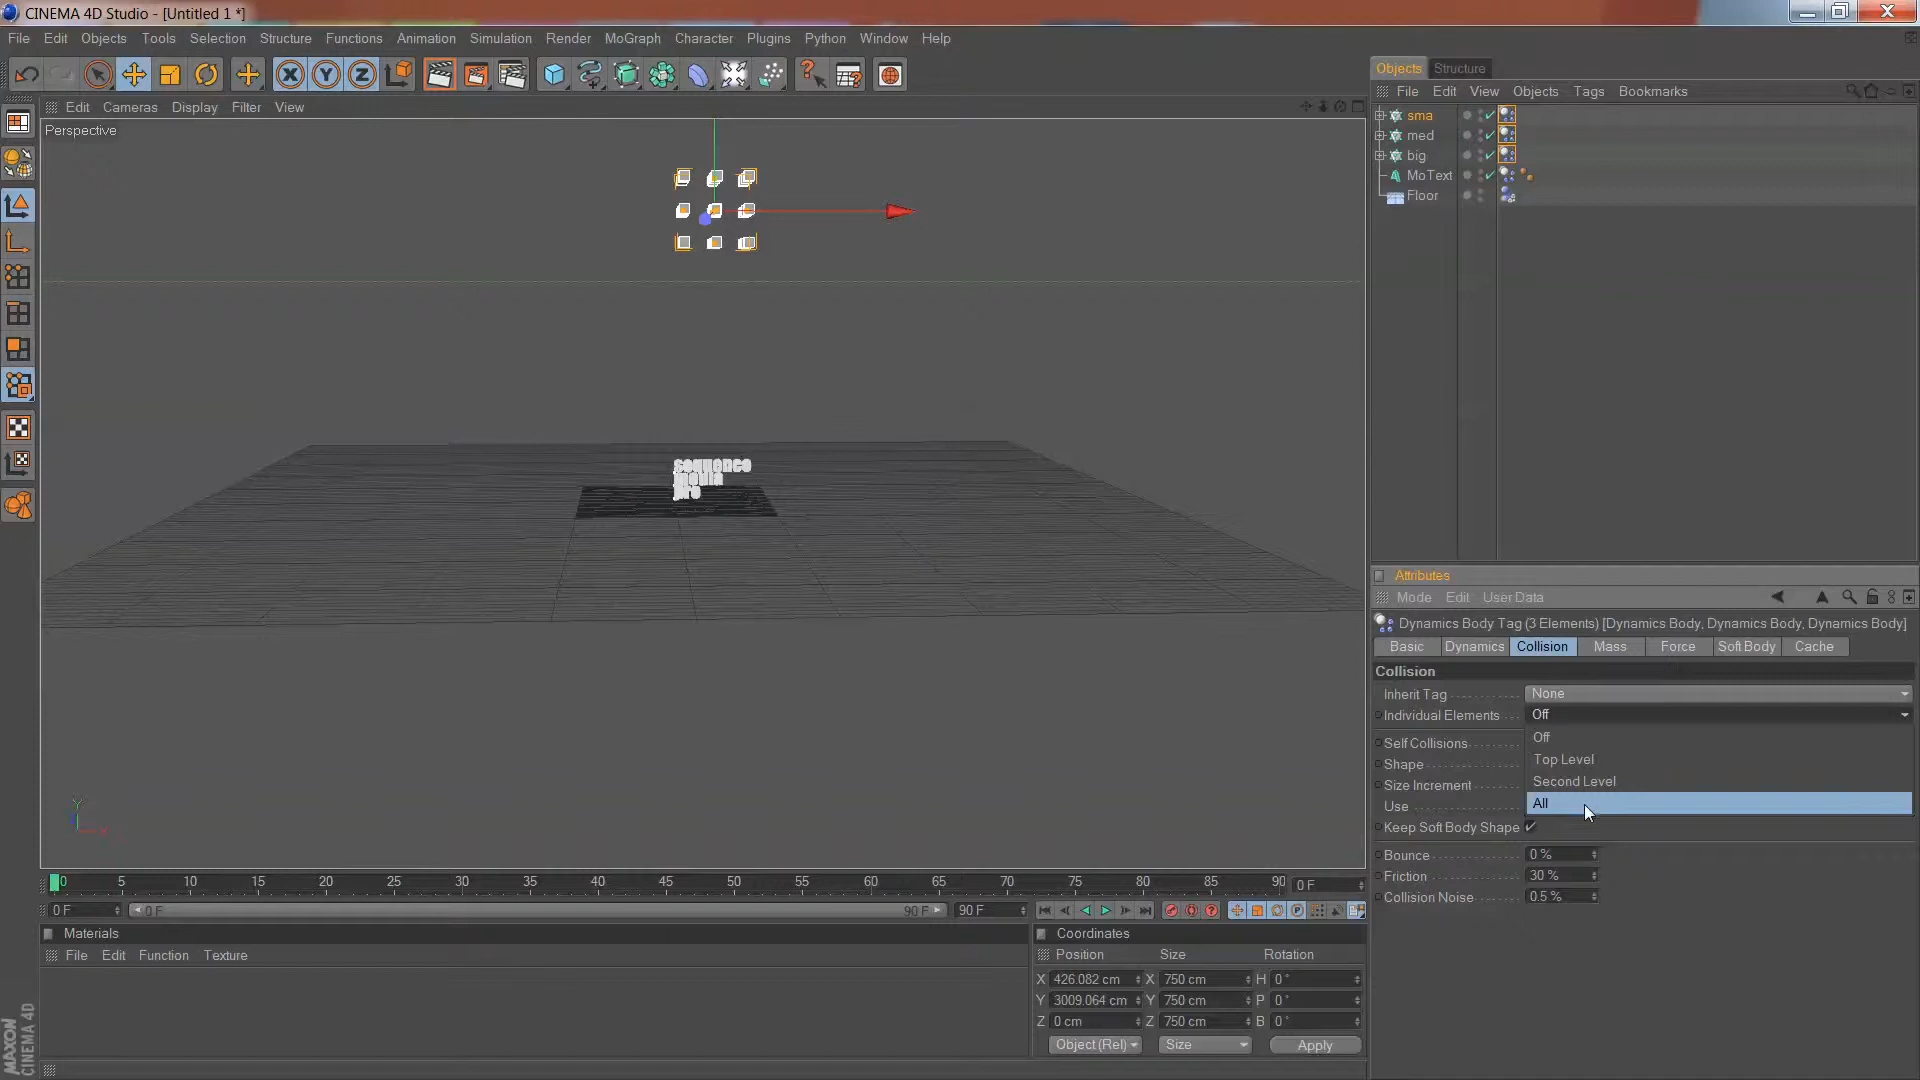 CINEMA 4D Studio - [Untitled 1 *]
File Edit Objects Tools Selection Structure Functions Animation Simulation Render MoGraph Character Plugins Python Window Help
Edit Cameras Display Filter View
Perspective
sequence
media
pro
Y
X
0 5 10 15 20 25 30 35 40 45 50 55 60 65 70 75 80 85 90
0 F
0 F 0 F 90 F 90 F
Materials
File Edit Function Texture
Coordinates
Position Size Rotation
X 426.082 cm X 750 cm H 0 °
Y 3009.064 cm Y 750 cm P 0 °
Z 0 cm Z 750 cm B 0 °
Object (Rel) Size Apply
MAXON
CINEMA 4D
Objects Structure
File Edit View Objects Tags Bookmarks
sma
med
big
MoText
Floor
Attributes
Mode Edit User Data
Dynamics Body Tag (3 Elements) [Dynamics Body, Dynamics Body, Dynamics Body]
Basic Dynamics Collision Mass Force Soft Body Cache
Collision
Inherit Tag None
Individual Elements Off
Off
Top Level
Second Level
All
Self Collisions
Shape
Size Increment
Use
Keep Soft Body Shape
Bounce 0 %
Friction 30 %
Collision Noise 0.5 %